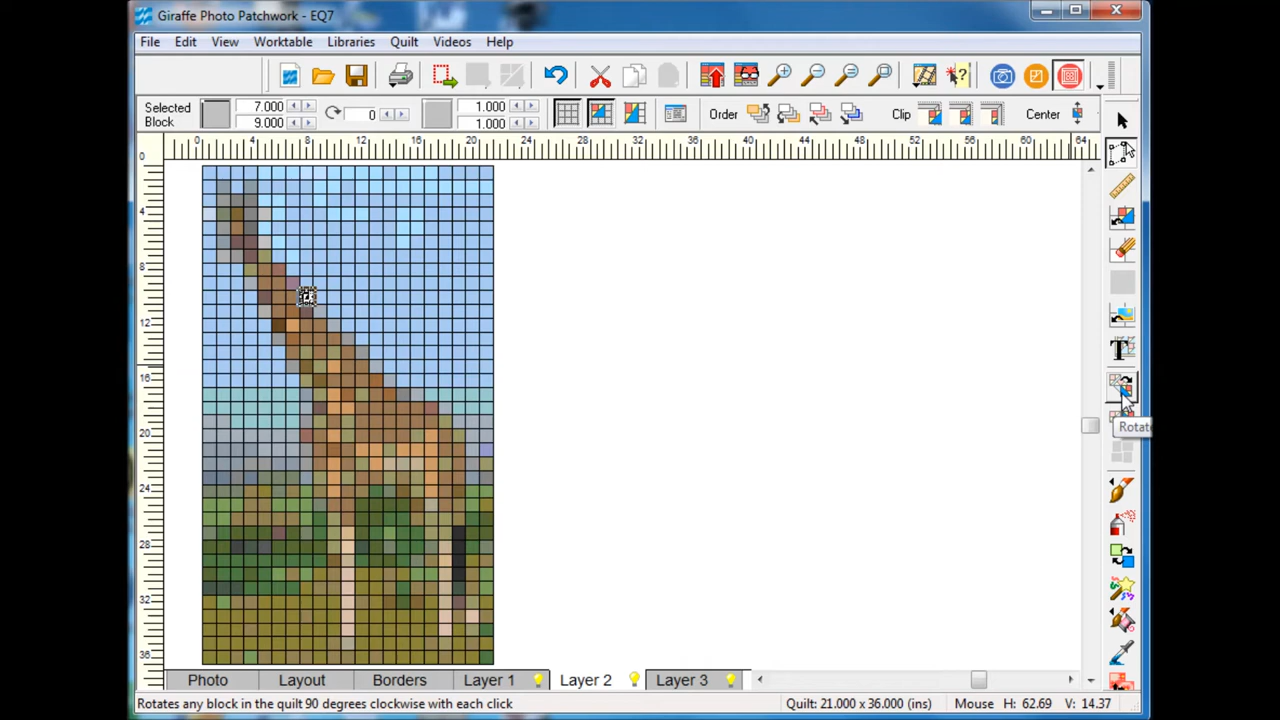 Giraffe Photo Patchwork - EQ7
File Edit View Worktable Libraries Quilt Videos Help
Selected Block 7.000 9.000 0 1.000 1.000 Order Clip Center
0 4 8 12 16 20 24 28 32 36 40 44 48 52 56 60 64
0
4
8
12
16
20
24
28
32
36
T
Rotate
Photo Layout Borders Layer 1 Layer 2 Layer 3
Rotates any block in the quilt 90 degrees clockwise with each click Quilt: 21.000 x 36.000 (ins) Mouse H: 62.69 V: 14.37